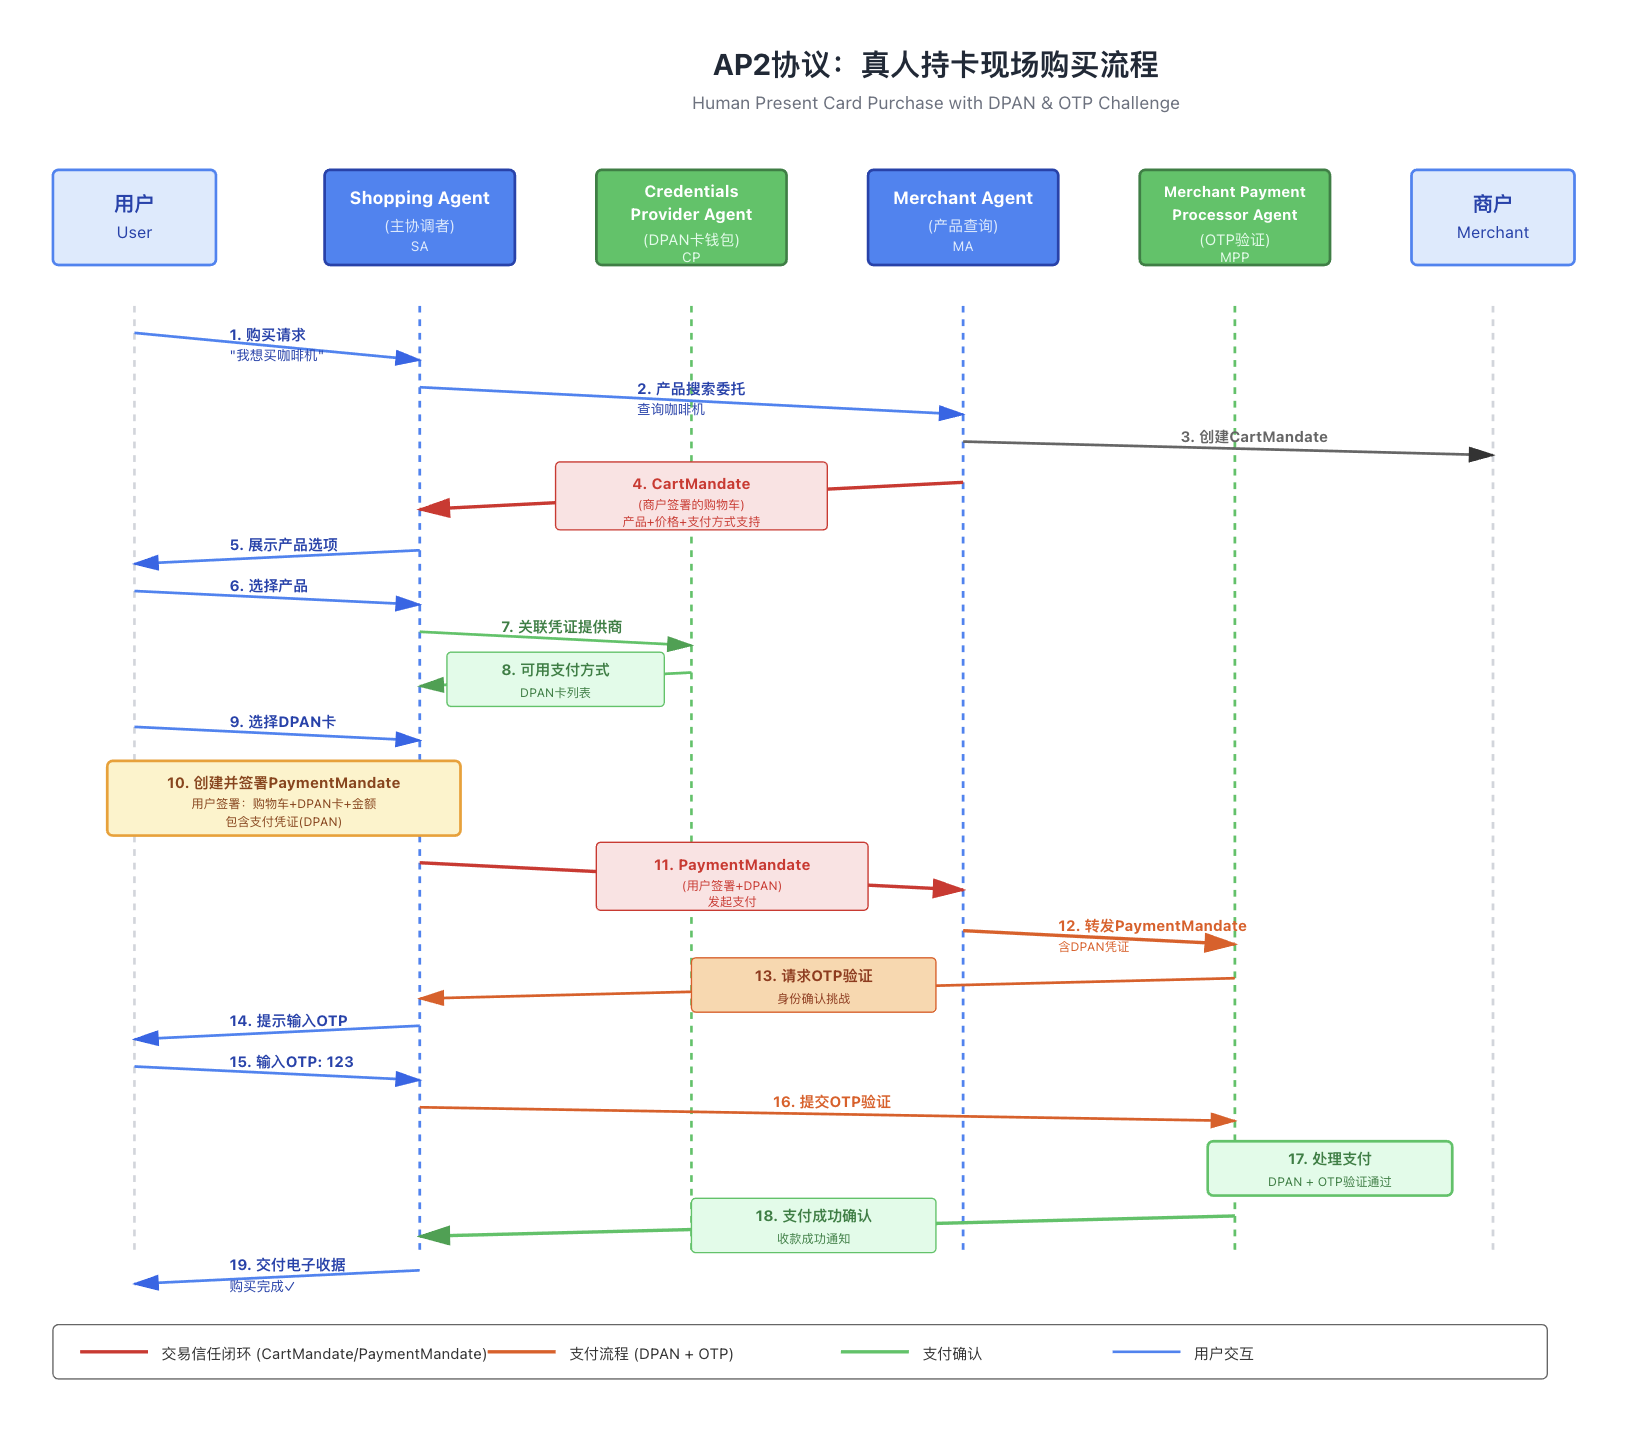 AP2协议：真人持卡现场购买流程
Human Present Card Purchase with DPAN & OTP Challenge
用户
User
Shopping Agent
(主协调者)
SA
Credentials
Provider Agent
(DPAN卡钱包)
CP
Merchant Agent
(产品查询)
MA
Merchant Payment
Processor Agent
(OTP验证)
MPP
商户
Merchant
1. 购买请求
"我想买咖啡机"
2. 产品搜索委托
查询咖啡机
3. 创建CartMandate
4. CartMandate
(商户签署的购物车)
产品+价格+支付方式支持
5. 展示产品选项
6. 选择产品
7. 关联凭证提供商
8. 可用支付方式
DPAN卡列表
9. 选择DPAN卡
10. 创建并签署PaymentMandate
用户签署：购物车+DPAN卡+金额
包含支付凭证(DPAN)
11. PaymentMandate
(用户签署+DPAN)
发起支付
12. 转发PaymentMandate
含DPAN凭证
13. 请求OTP验证
身份确认挑战
14. 提示输入OTP
15. 输入OTP: 123
16. 提交OTP验证
17. 处理支付
DPAN + OTP验证通过
18. 支付成功确认
收款成功通知
19. 交付电子收据
购买完成✓
交易信任闭环 (CartMandate/PaymentMandate)
支付流程 (DPAN + OTP)
支付确认
用户交互